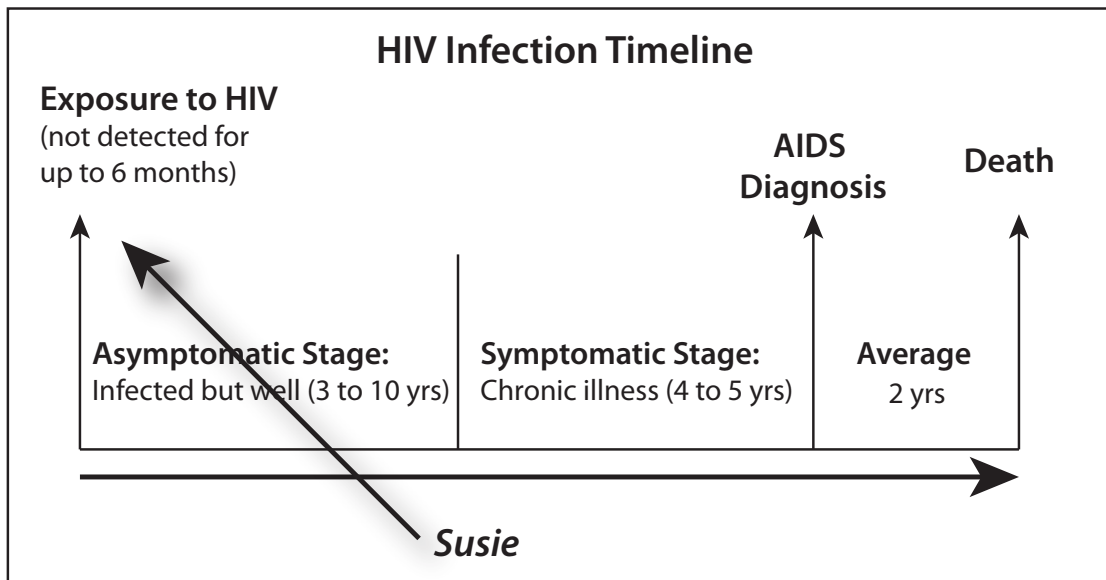 HIV Infection Timeline
Exposure to HIV
(not detected for
up to 6 months)
AIDS
Diagnosis
Death
Asymptomatic Stage:
Infected but well (3 to 10 yrs)
Symptomatic Stage:
Chronic illness (4 to 5 yrs)
Average
2 yrs
Susie